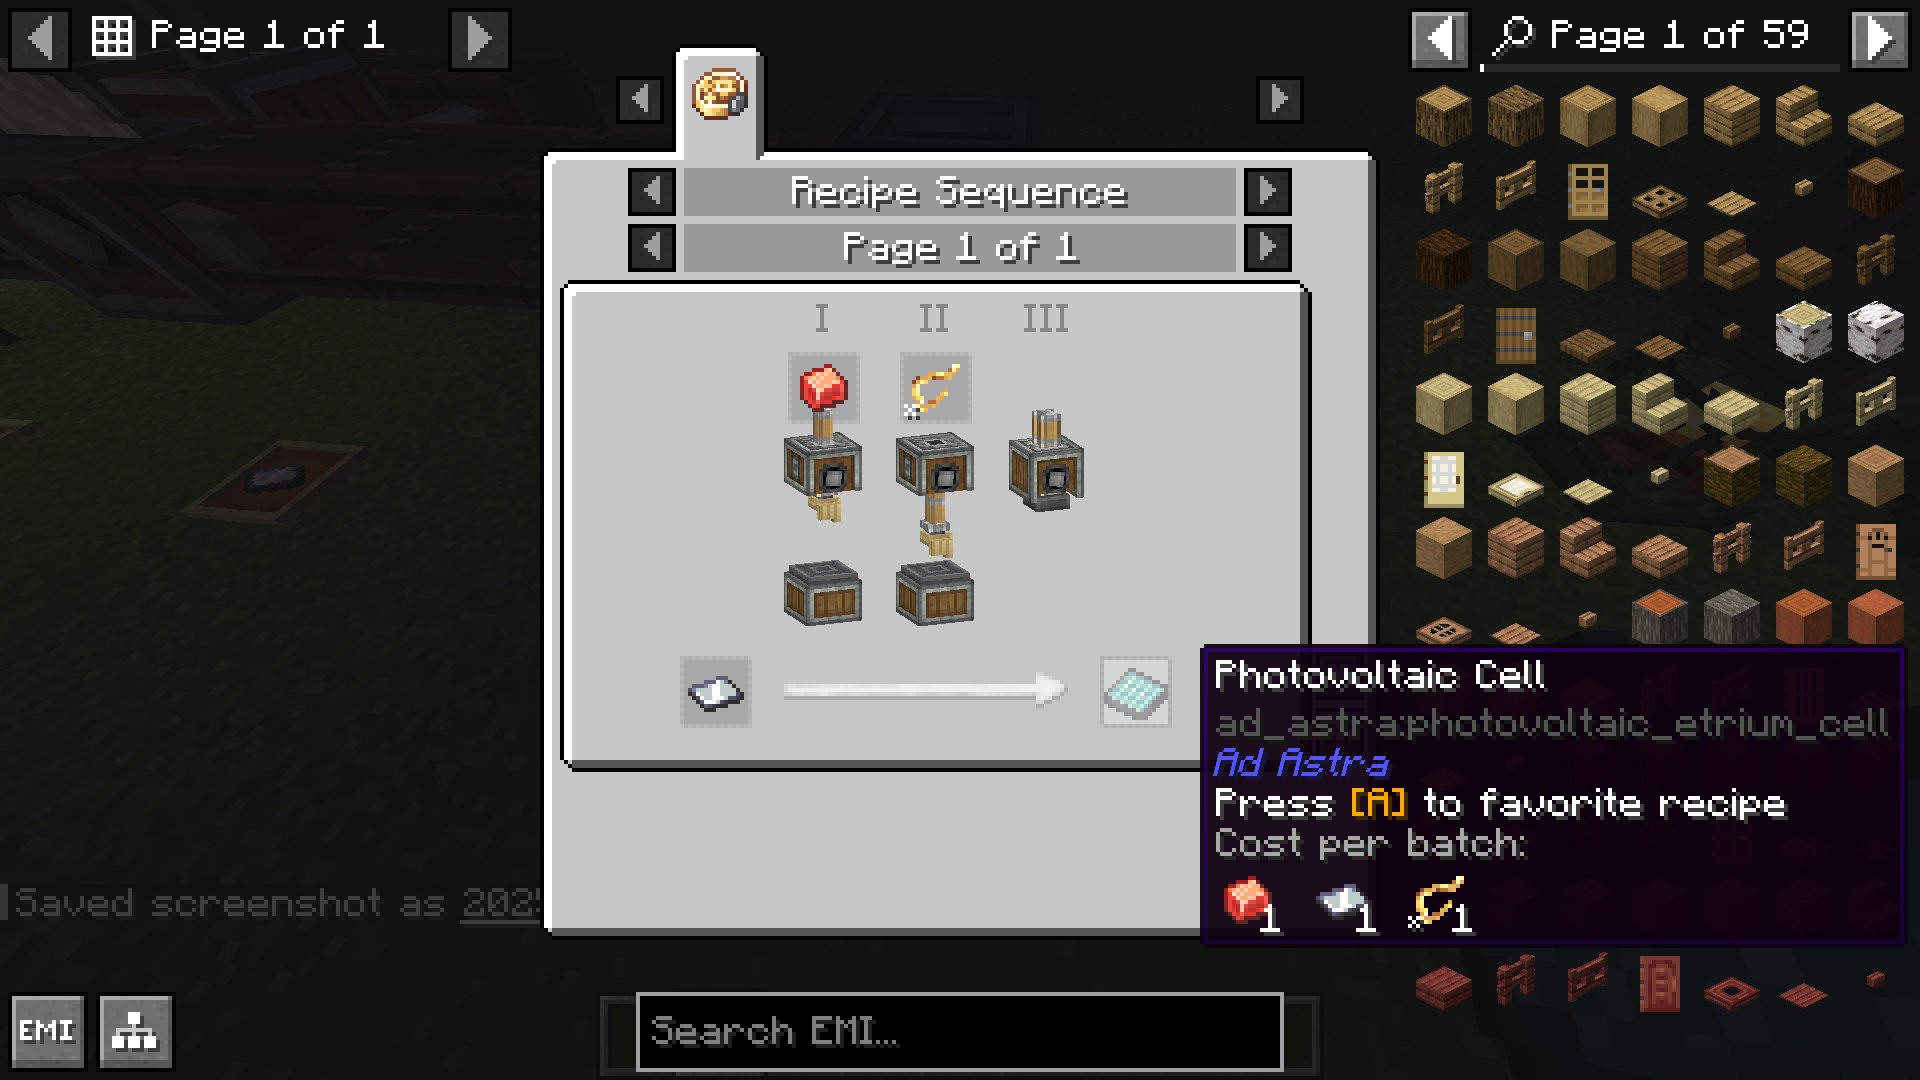 Page 1 of 1
Page 1 of 59
Recipe Sequence
Page 1 of 1
I II III
Photovoltaic Cell
ad_astra:photovoltaic_etrium_cell
Ad Astra
Press [A] to favorite recipe
Cost per batch:
1 1 1
Saved screenshot as 202
EMI
Search EMI...